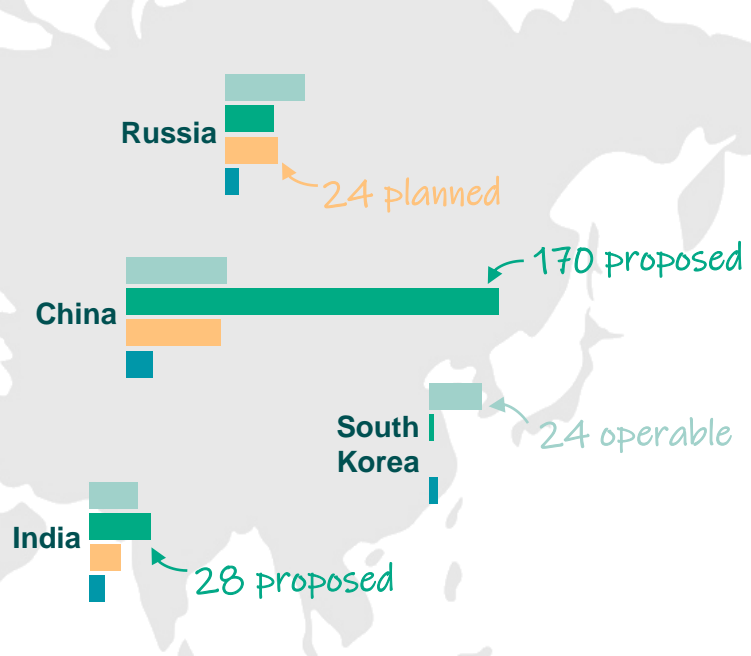 Russia
24 planned
170 proposed
China
South
Korea
24 operable
India
28 proposed